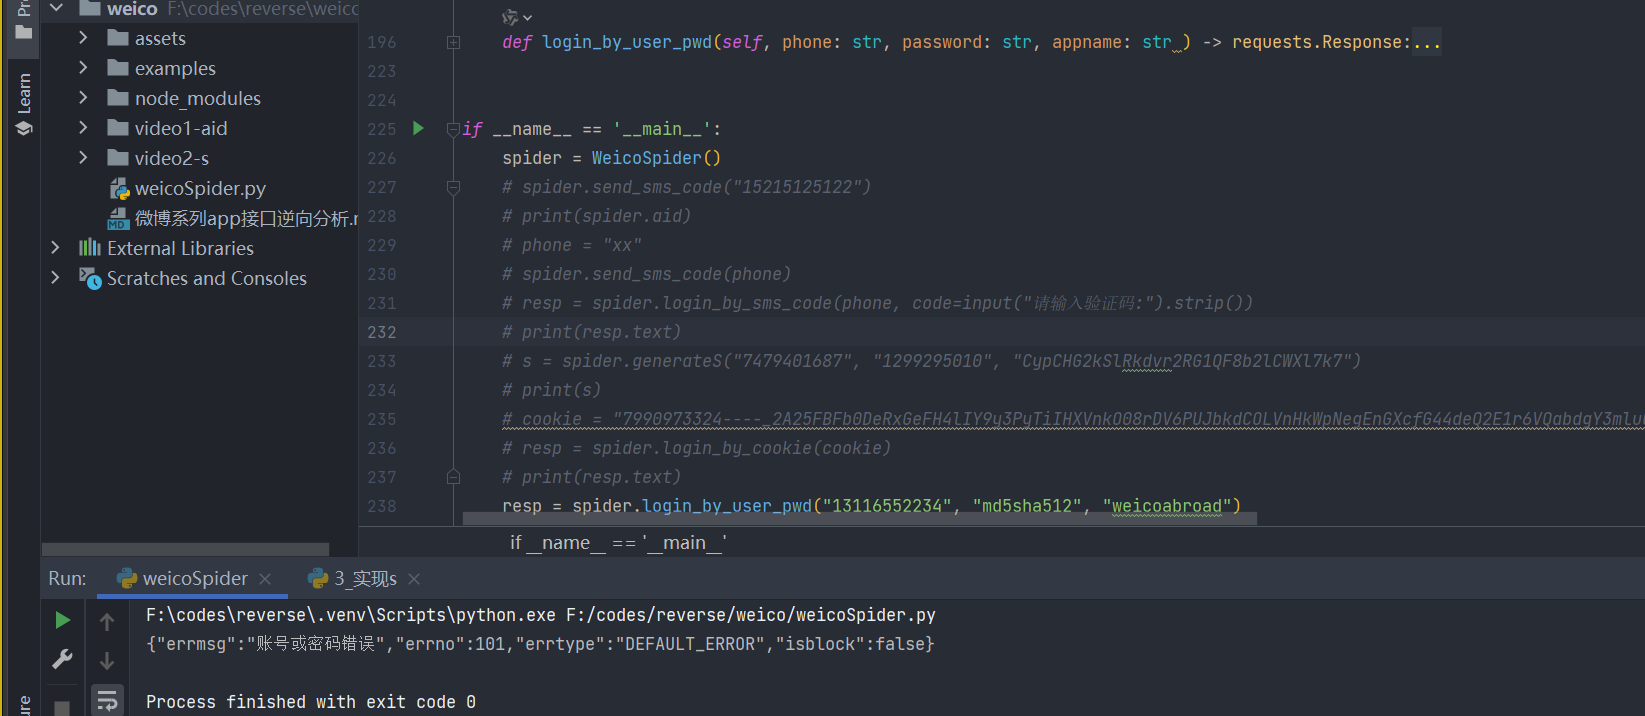 Pr
weico F:\codes\reverse\weico
assets
examples
node_modules
video1-aid
video2-s
weicoSpider.py
MD 微博系列app接口逆向分析.r
External Libraries
Scratches and Consoles
Learn
196 def login_by_user_pwd(self, phone: str, password: str, appname: str ) -> requests.Response:...
223
224
225 if __name__ == '__main__':
226 spider = WeicoSpider()
227 # spider.send_sms_code("15215125122")
228 # print(spider.aid)
229 # phone = "xx"
230 # spider.send_sms_code(phone)
231 # resp = spider.login_by_sms_code(phone, code=input("请输入验证码:").strip())
232 # print(resp.text)
233 # s = spider.generateS("7479401687", "1299295010", "CypCHG2kSlRkdvr2RG1QF8b2lCWXl7k7")
234 # print(s)
235 # cookie = "7990973324----_2A25FBFb0DeRxGeFH4lIY9y3PyTiIHXVnkO08rDV6PUJbkdCOLVnHkWpNegEnGXcfG44deQ2E1r6VQabdgY3mlu
236 # resp = spider.login_by_cookie(cookie)
237 # print(resp.text)
238 resp = spider.login_by_user_pwd("13116552234", "md5sha512", "weicoabroad")
if __name__ == '__main__'
Run: weicoSpider 3_实现s
F:\codes\reverse\.venv\Scripts\python.exe F:/codes/reverse/weico/weicoSpider.py
{"errmsg":"账号或密码错误","errno":101,"errtype":"DEFAULT_ERROR","isblock":false}
Process finished with exit code 0
ure